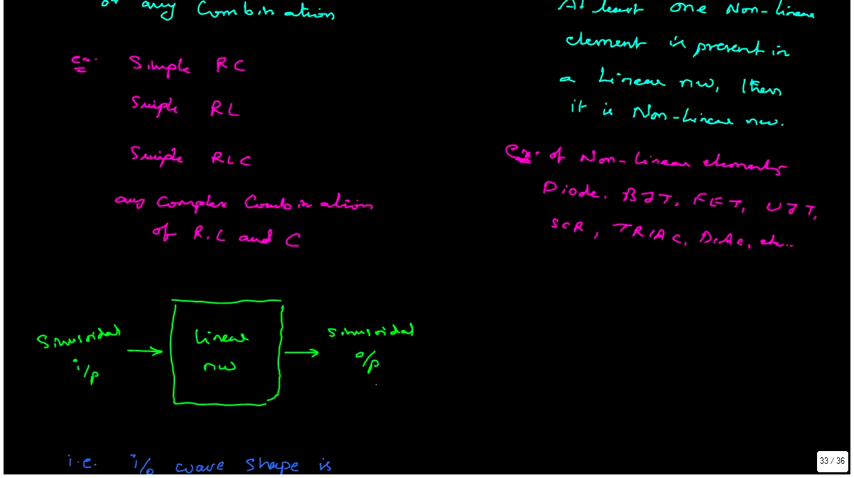 or any Combination
ex:- Simple RC
Simple RL
Simple RLC
any Complex Combination
of R.L and C
Sinusoidal
i/p
linear
nw
Sinusoidal
o/p
i.e. i/p wave shape is
At least one Non-linear
element is present in
a Linear nw, then
it is Non-Linear nw.
Ex:- of Non-Linear elements
Diode, BJT, FET, UJT,
SCR, TRIAC, DIAC, etc..
33 / 36